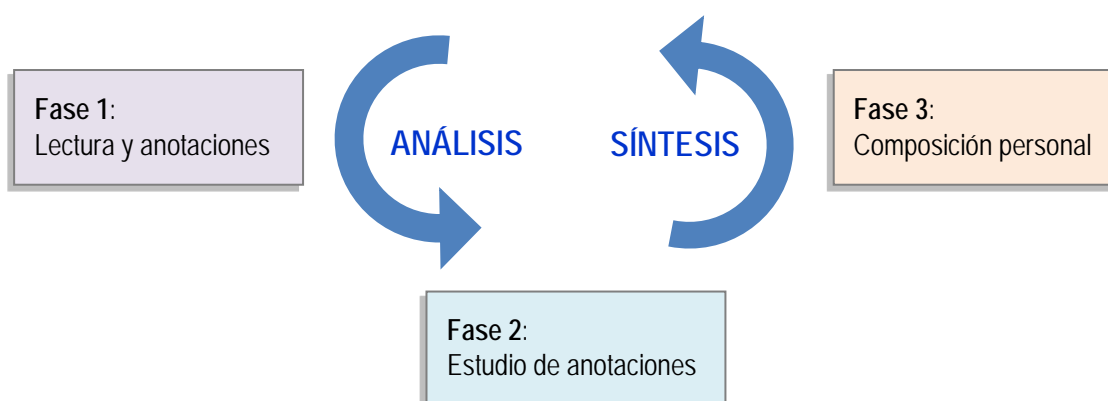 Fase 1:
Lectura y anotaciones
ANÁLISIS
SÍNTESIS
Fase 3:
Composición personal
Fase 2:
Estudio de anotaciones